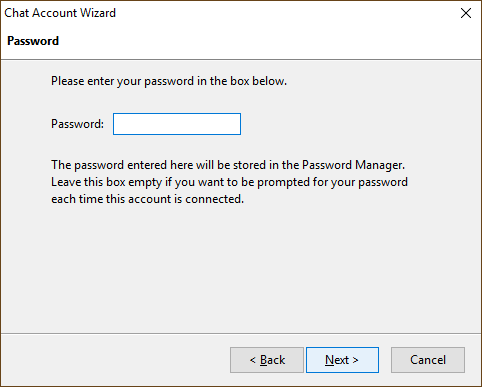 Chat Account Wizard
Password
Please enter your password in the box below.
Password:
The password entered here will be stored in the Password Manager.
Leave this box empty if you want to be prompted for your password
each time this account is connected.
< Back
Next >
Cancel